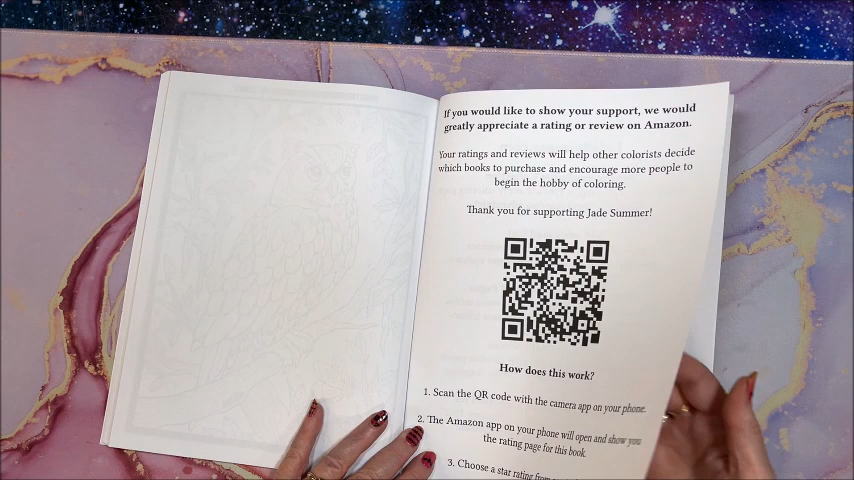 If you would like to show your support, we would
greatly appreciate a rating or review on Amazon.
Your ratings and reviews will help other colorists decide
which books to purchase and encourage more people to
begin the hobby of coloring.
Thank you for supporting Jade Summer!
How does this work?
1. Scan the QR code with the camera app on your phone.
2. The Amazon app on your phone will open and show you
the rating page for this book.
3. Choose a star rating from